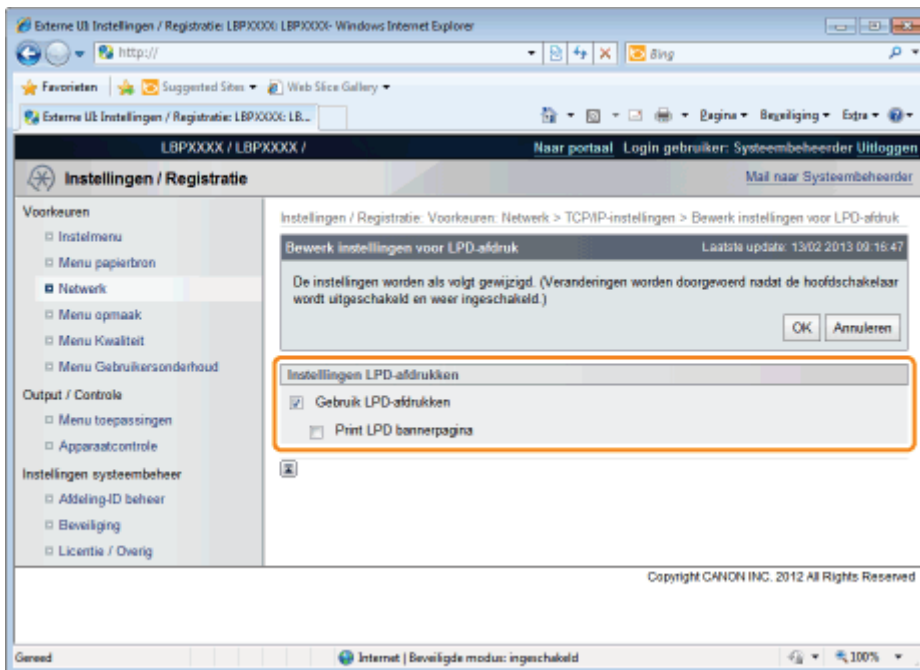 Externe UI: Instellingen / Registratie: LBPXXXX: LBPXXXX- Windows Internet Explorer
http://
Bing
Favorieten
Suggested Sites
Web Slice Gallery
Externe UI: Instellingen / Registratie: LBPXXXX: LB...
Pagina
Beveiliging
Extra
LBPXXXX / LBPXXXX /
Naar portaal Login gebruiker: Systeembeheerder Uitloggen
Instellingen / Registratie
Mail naar Systeembeheerder
Voorkeuren
Instelmenu
Menu papierbron
Netwerk
Menu opmaak
Menu Kwaliteit
Menu Gebruikersonderhoud
Output / Controle
Menu toepassingen
Apparaatcontrole
Instellingen systeembeheer
Afdeling-ID beheer
Beveiliging
Licentie / Overig
Instellingen / Registratie: Voorkeuren: Netwerk > TCP/IP-instellingen > Bewerk instellingen voor LPD-afdruk
Bewerk instellingen voor LPD-afdruk
Laatste update: 13/02 2013 09:16:47
De instellingen worden als volgt gewijzigd. (Veranderingen worden doorgevoerd nadat de hoofdschakelaar
wordt uitgeschakeld en weer ingeschakeld.)
OK
Annuleren
Instellingen LPD-afdrukken
Gebruik LPD-afdrukken
Print LPD bannerpagina
Copyright CANON INC. 2012 All Rights Reserved
Gereed
Internet | Beveiligde modus: ingeschakeld
100%